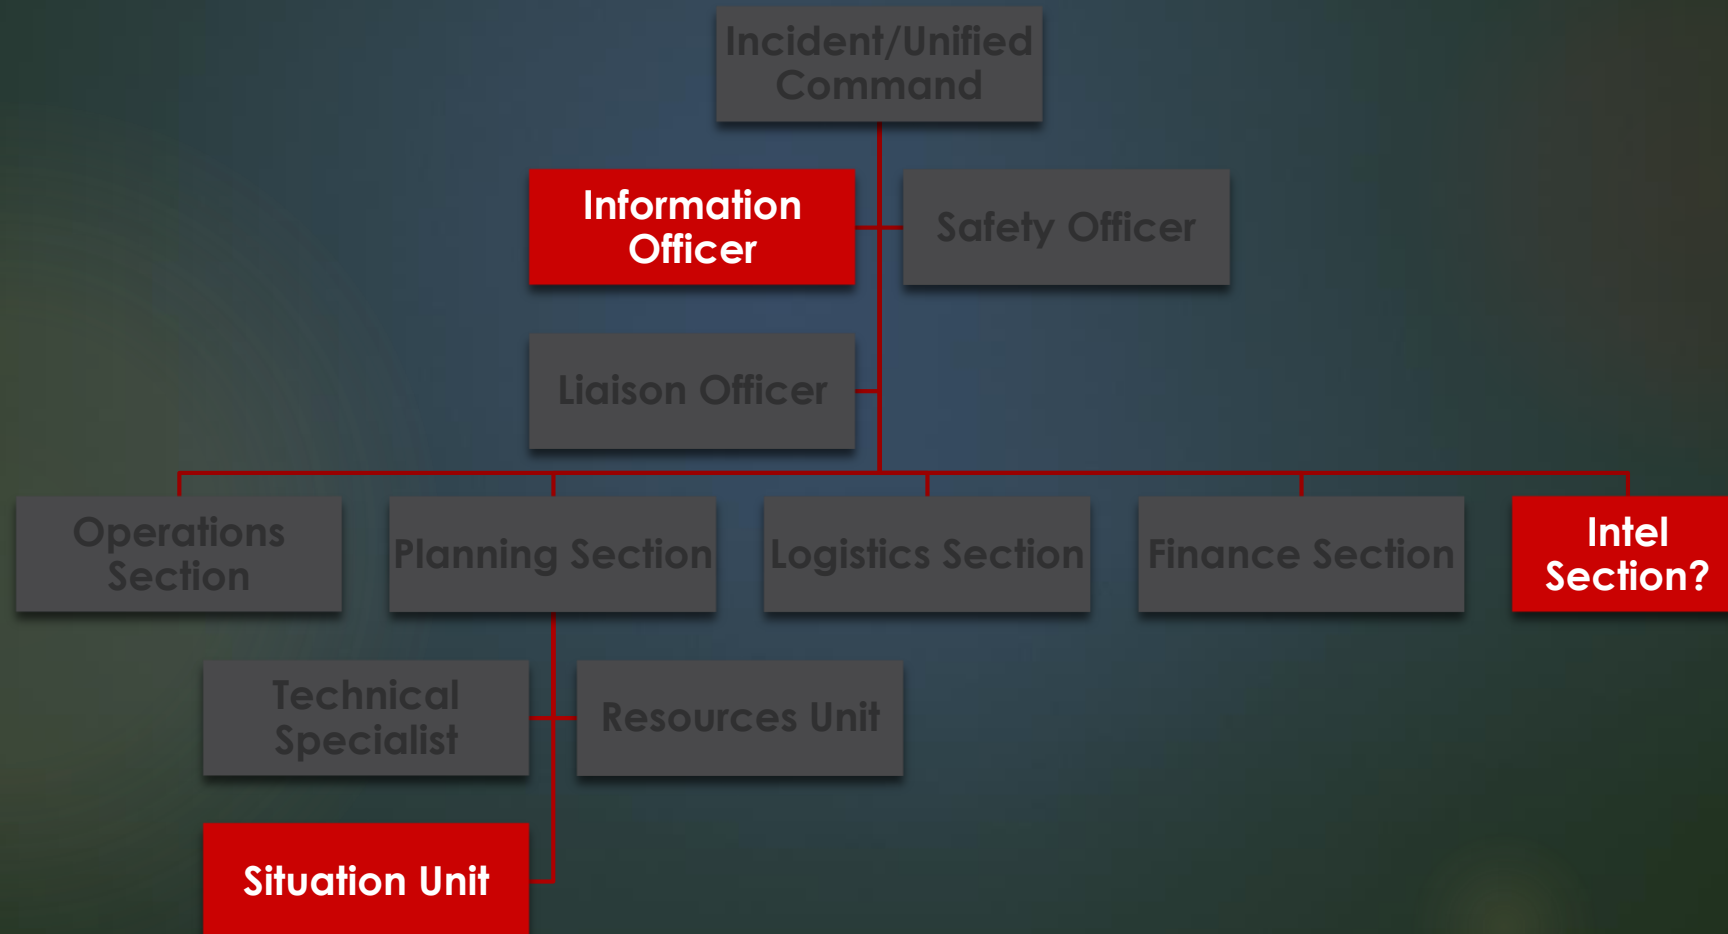 Incident/Unified
Command
Information
Officer
Safety Officer
Liaison Officer
Operations
Section
Planning Section
Logistics Section
Finance Section
Intel
Section?
Technical
Specialist
Resources Unit
Situation Unit